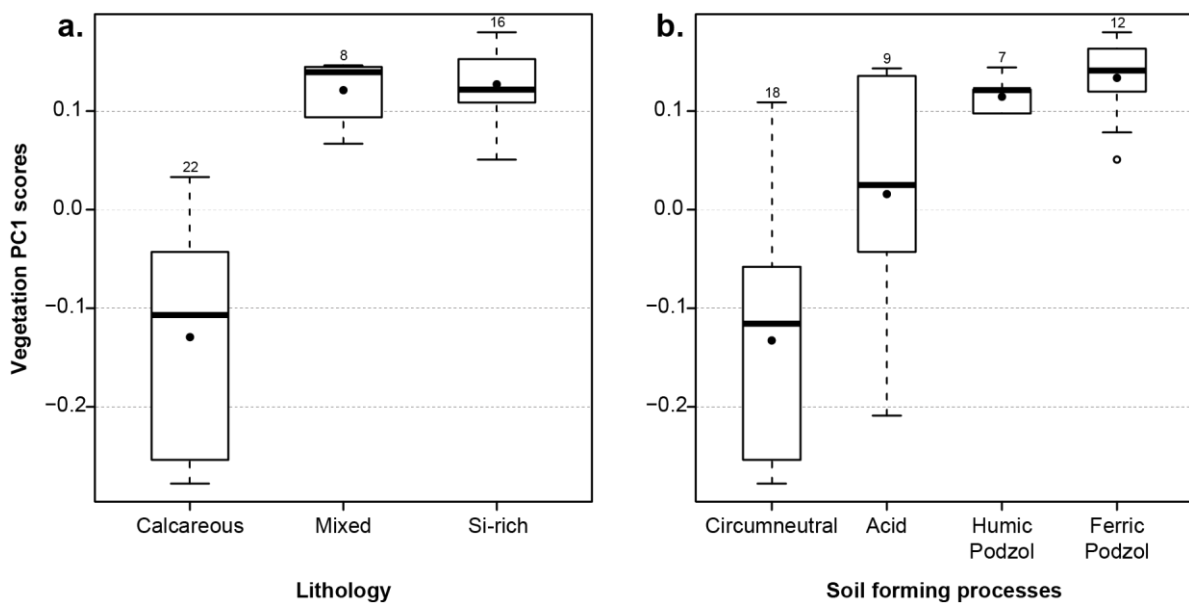 a.
Vegetation PC1 scores
0.1
0.0
−0.1
−0.2
22
8
16
Calcareous
Mixed
Si-rich
Lithology
b.
0.1
0.0
−0.1
−0.2
18
9
7
12
Circumneutral
Acid
Humic
Podzol
Ferric
Podzol
Soil forming processes